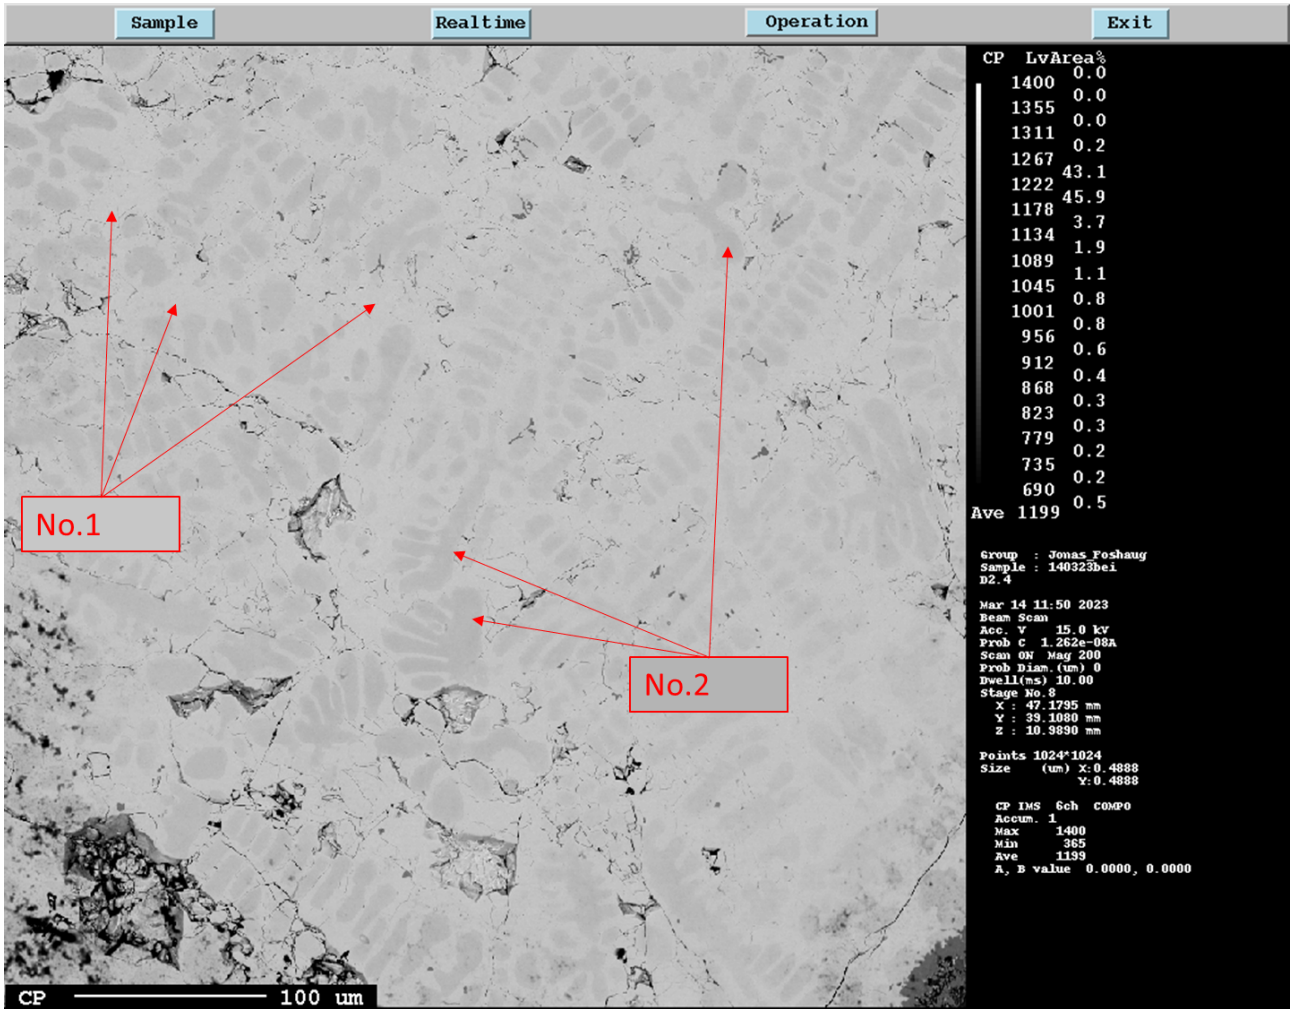 Sample Realtime Operation Exit
CP LvArea%
0.0
1400
0.0
1355
0.0
1311
0.2
1267
43.1
1222
45.9
1178
3.7
1134
1.9
1089
1.1
1045
0.8
1001
0.8
956
0.6
912
0.4
868
0.3
823
0.3
779
0.2
735
0.2
690
0.5
Ave 1199
No.1
No.2
Group : Jonas_Foshaug
Sample : 140323bei
D2.4
Mar 14 11:50 2023
Beam Scan
Acc. V 15.0 kV
Prob C 1.262e-08A
Scan ON Mag 200
Prob Diam.(um) 0
Dwell(ms) 10.00
Stage No.8
X : 47.1795 mm
Y : 39.1080 mm
Z : 10.9890 mm
Points 1024*1024
Size (um) X:0.4888
Y:0.4888
CP IMS 6ch COMPO
Accum. 1
Max 1400
Min 365
Ave 1199
A, B value 0.0000, 0.0000
CP 100 um